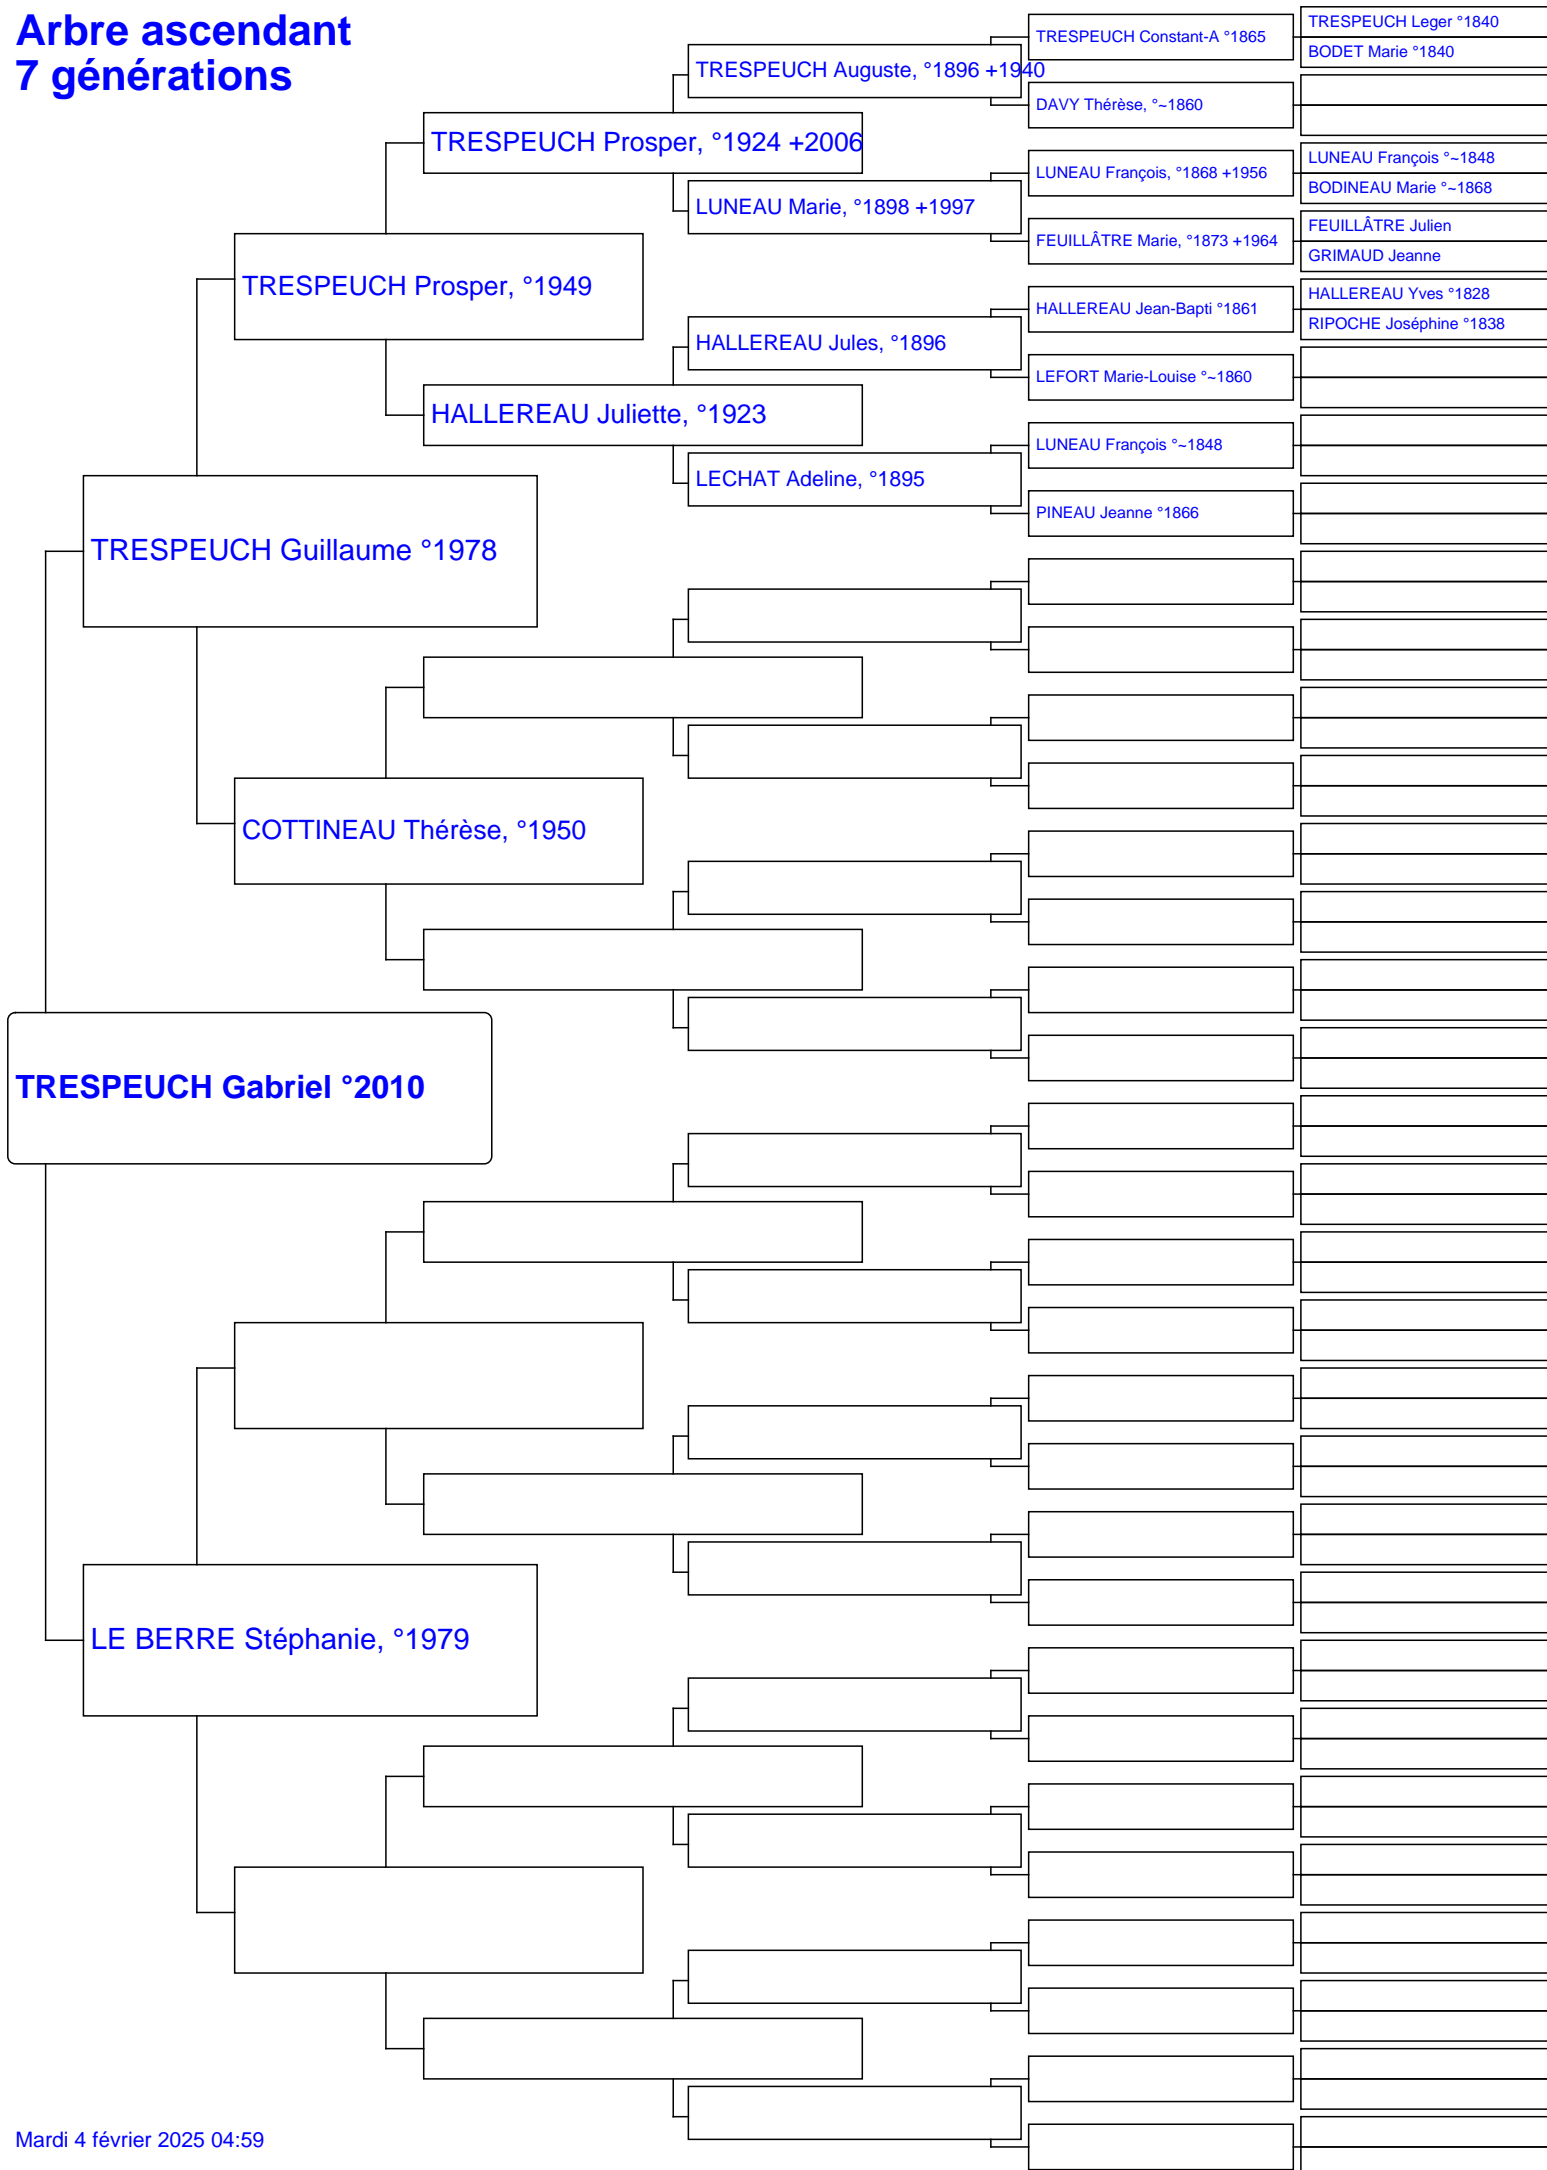 Arbre ascendant
7 générations
TRESPEUCH Gabriel °2010
TRESPEUCH Guillaume °1978
LE BERRE Stéphanie, °1979
TRESPEUCH Prosper, °1949
COTTINEAU Thérèse, °1950
TRESPEUCH Prosper, °1924 +2006
HALLEREAU Juliette, °1923
TRESPEUCH Auguste, °1896 +1940
LUNEAU Marie, °1898 +1997
HALLEREAU Jules, °1896
LECHAT Adeline, °1895
TRESPEUCH Constant-A °1865
DAVY Thérèse, °~1860
LUNEAU François, °1868 +1956
FEUILLÂTRE Marie, °1873 +1964
HALLEREAU Jean-Bapti °1861
LEFORT Marie-Louise °~1860
LUNEAU François °~1848
PINEAU Jeanne °1866
TRESPEUCH Leger °1840
BODET Marie °1840
LUNEAU François °~1848
BODINEAU Marie °~1868
FEUILLÂTRE Julien
GRIMAUD Jeanne
HALLEREAU Yves °1828
RIPOCHE Joséphine °1838
Mardi 4 février 2025 04:59